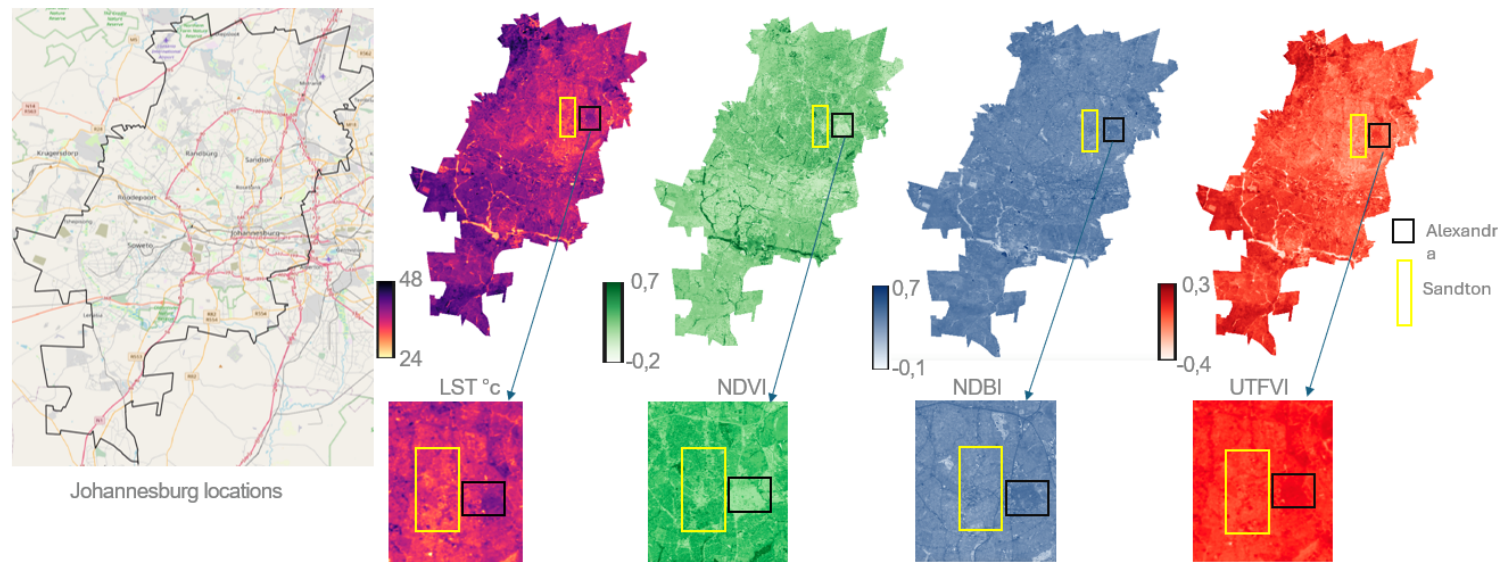 Krugersdorp
Randburg
Sandton
Roodepoort
Soweto
Johannesburg
Lenasia
Johannesburg locations
48
24
LST °c
0,7
-0,2
NDVI
0,7
-0,1
NDBI
0,3
-0,4
UTFVI
Alexandr
a
Sandton